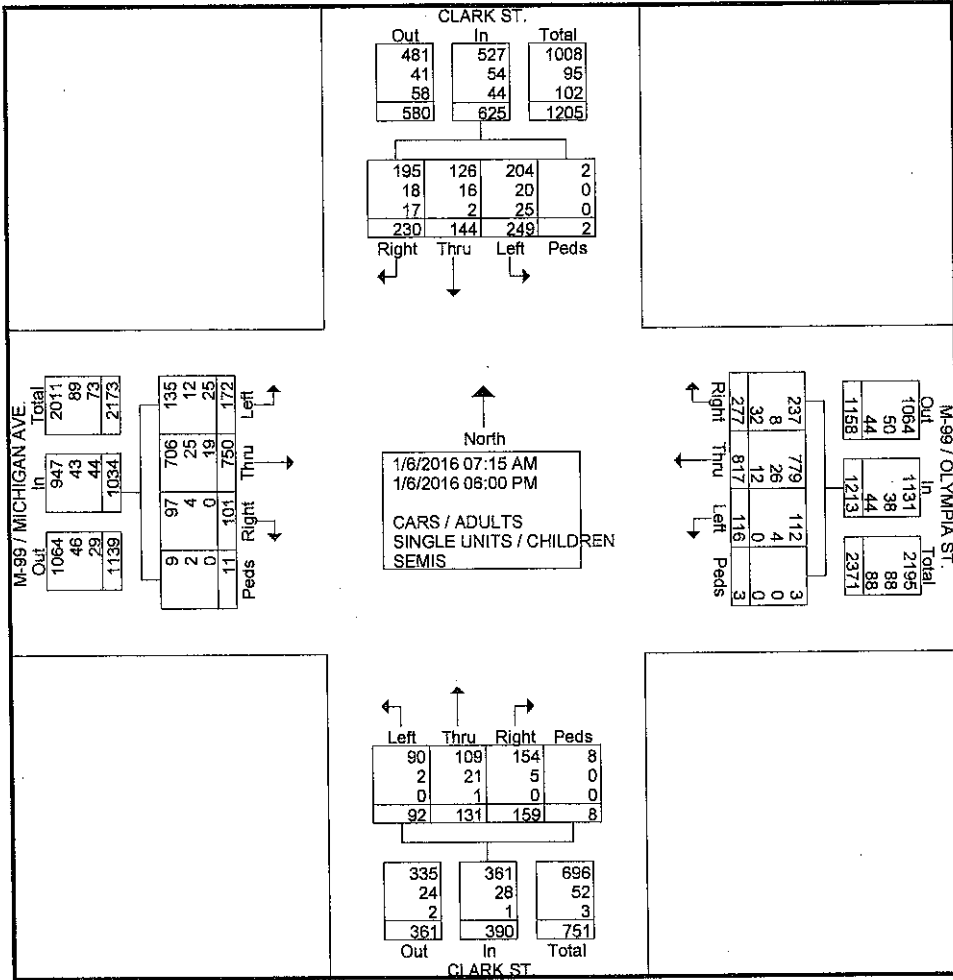 CLARK ST.
Out In Total
481 527 1008
41 54 95
58 44 102
580 625 1205
195 126 204 2
18 16 20 0
17 2 25 0
230 144 249 2
Right Thru Left Peds
M-99 / MICHIGAN AVE.
Total In Out
2011 947 1064
89 43 46
73 44 29
2173 1034 1139
135 706 97 9
12 25 4 2
25 19 0 0
172 750 101 11
Left Thru Right Peds
North
1/6/2016 07:15 AM
1/6/2016 06:00 PM
CARS / ADULTS
SINGLE UNITS / CHILDREN
SEMIS
M-99 / OLYMPIA ST.
Out In Total
1064 1131 2195
50 38 88
44 44 88
1158 1213 2371
237 779 112 3
8 26 4 0
32 12 0 0
277 817 116 3
Right Thru Left Peds
Left Thru Right Peds
90 109 154 8
2 21 5 0
0 1 0 0
92 131 159 8
335 361 696
24 28 52
2 1 3
361 390 751
Out In Total
CLARK ST.